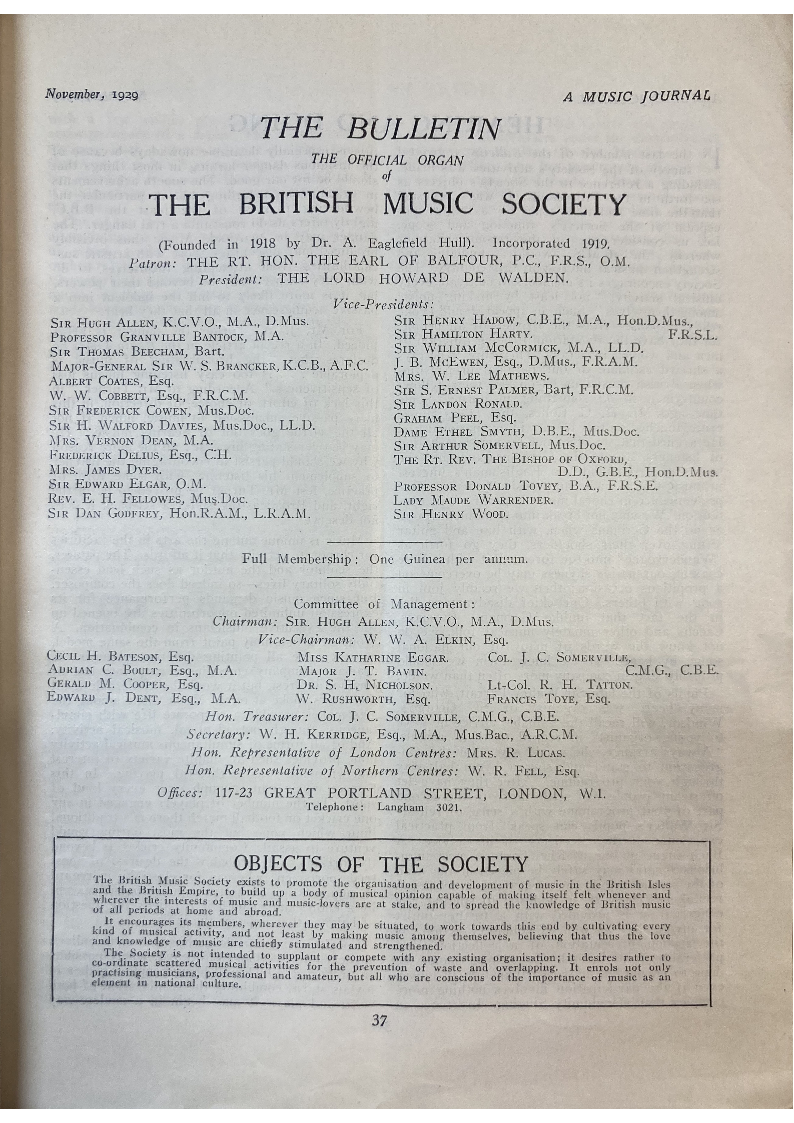 November, 1929
A MUSIC JOURNAL
THE BULLETIN
THE OFFICIAL ORGAN
of
THE BRITISH MUSIC SOCIETY
(Founded in 1918 by Dr. A. Eaglefield Hull). Incorporated 1919.
Patron: THE RT. HON. THE EARL OF BALFOUR, P.C., F.R.S., O.M.
President: THE LORD HOWARD DE WALDEN.
Vice-Presidents:
SIR HUGH ALLEN, K.C.V.O., M.A., D.Mus.
PROFESSOR GRANVILLE BANTOCK, M.A.
SIR THOMAS BEECHAM, Bart.
MAJOR-GENERAL SIR W. S. BRANCKER, K.C.B., A.F.C.
ALBERT COATES, Esq.
W. W. COBBETT, Esq., F.R.C.M.
SIR FREDERICK COWEN, Mus.Doc.
SIR H. WALFORD DAVIES, Mus.Doc., LL.D.
MRS. VERNON DEAN, M.A.
FREDERICK DELIUS, Esq., C.H.
MRS. JAMES DYER.
SIR EDWARD ELGAR, O.M.
REV. E. H. FELLOWES, Mus.Doc.
SIR DAN GODFREY, Hon.R.A.M., L.R.A.M.
SIR HENRY HADOW, C.B.E., M.A., Hon.D.Mus.,
F.R.S.L.
SIR HAMILTON HARTY.
SIR WILLIAM MCCORMICK, M.A., LL.D.
J. B. MCEWEN, Esq., D.Mus., F.R.A.M.
MRS. W. LEE MATHEWS.
SIR S. ERNEST PALMER, Bart, F.R.C.M.
SIR LANDON RONALD.
GRAHAM PEEL, Esq.
DAME ETHEL SMYTH, D.B.E., Mus.Doc.
SIR ARTHUR SOMERVELL, Mus.Doc.
THE RT. REV. THE BISHOP OF OXFORD,
D.D., G.B.E., Hon.D.Mus.
PROFESSOR DONALD TOVEY, B.A., F.R.S.E.
LADY MAUDE WARRENDER.
SIR HENRY WOOD.
Full Membership: One Guinea per annum.
Committee of Management:
Chairman: SIR. HUGH ALLEN, K.C.V.O., M.A., D.Mus.
Vice-Chairman: W. W. A. ELKIN, Esq.
CECIL H. BATESON, Esq.
ADRIAN C. BOULT, Esq., M.A.
GERALD M. COOPER, Esq.
EDWARD J. DENT, Esq., M.A.
MISS KATHARINE EGGAR.
MAJOR J. T. BAVIN.
DR. S. H. NICHOLSON.
W. RUSHWORTH, Esq.
COL. J. C. SOMERVILLE,
C.M.G., C.B.E.
Lt-Col. R. H. TATTON.
FRANCIS TOYE, Esq.
Hon. Treasurer: COL. J. C. SOMERVILLE, C.M.G., C.B.E.
Secretary: W. H. KERRIDGE, Esq., M.A., Mus.Bac., A.R.C.M.
Hon. Representative of London Centres: MRS. R. LUCAS.
Hon. Representative of Northern Centres: W. R. FELL, Esq.
Offices: 117-23 GREAT PORTLAND STREET, LONDON, W.1.
Telephone: Langham 3021.
OBJECTS OF THE SOCIETY
The British Music Society exists to promote the organisation and development of music in the British Isles
and the British Empire, to build up a body of musical opinion capable of making itself felt whenever and
wherever the interests of music and music-lovers are at stake, and to spread the knowledge of British music
of all periods at home and abroad.
It encourages its members, wherever they may be situated, to work towards this end by cultivating every
kind of musical activity, and not least by making music among themselves, believing that thus the love
and knowledge of music are chiefly stimulated and strengthened.
The Society is not intended to supplant or compete with any existing organisation; it desires rather to
co-ordinate scattered musical activities for the prevention of waste and overlapping. It enrols not only
practising musicians, professional and amateur, but all who are conscious of the importance of music as an
element in national culture.
37